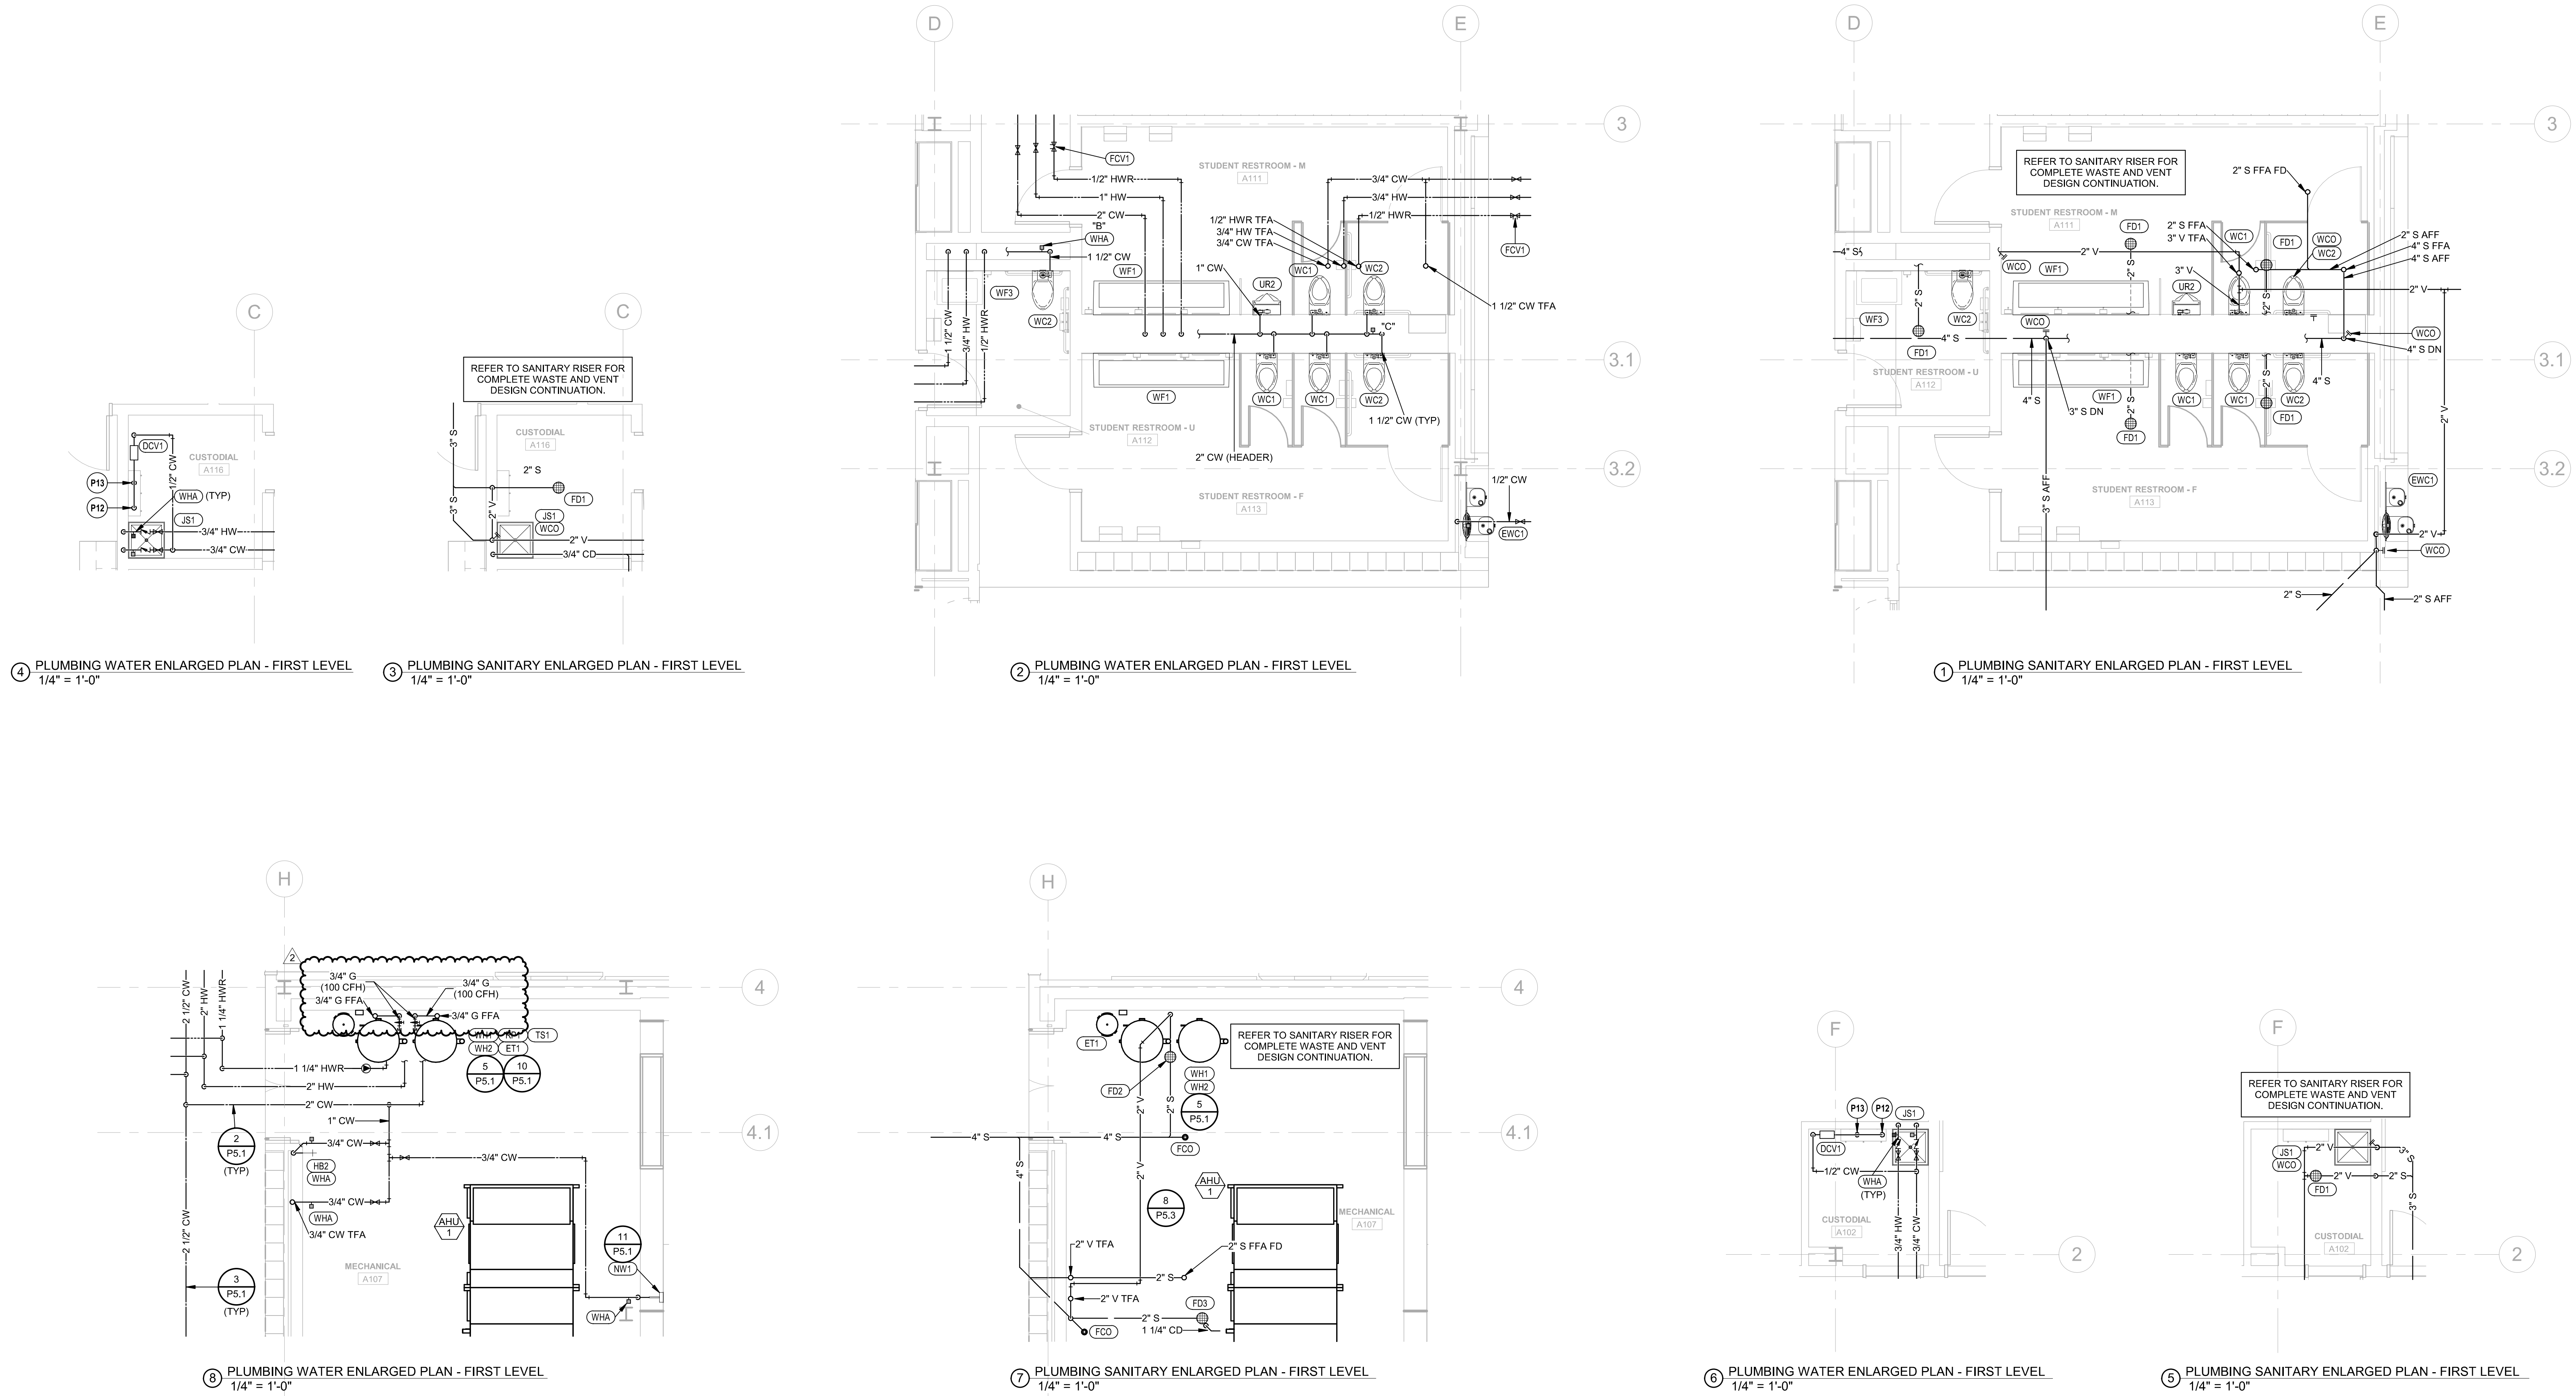 C
DCV1
1/2" CW
CUSTODIAL
A116
P13
WHA (TYP)
P12
JS1
3/4" HW
3/4" CW
4 PLUMBING WATER ENLARGED PLAN - FIRST LEVEL
1/4" = 1'-0"
C
REFER TO SANITARY RISER FOR
COMPLETE WASTE AND VENT
DESIGN CONTINUATION.
3" S
CUSTODIAL
A116
2" S
FD1
3" S
2" V
JS1
WCO
2" V
3/4" CD
3 PLUMBING SANITARY ENLARGED PLAN - FIRST LEVEL
1/4" = 1'-0"
D
E
3
FCV1
STUDENT RESTROOM - M
A111
1/2" HWR
3/4" CW
1" HW
3/4" HW
2" CW
1/2" HWR
"B"
1/2" HWR TFA
WHA
3/4" HW TFA
3/4" CW TFA
FCV1
1 1/2" CW
WF1
1" CW
WC1
WC2
UR2
WF3
1 1/2" CW TFA
WC2
"C"
1 1/2" CW
3/4" HW
1/2" HWR
3.1
WF1
WC1
WC1
WC2
1 1/2" CW (TYP)
STUDENT RESTROOM - U
A112
2" CW (HEADER)
3.2
1/2" CW
STUDENT RESTROOM - F
A113
EWC1
2 PLUMBING WATER ENLARGED PLAN - FIRST LEVEL
1/4" = 1'-0"
D
E
3
REFER TO SANITARY RISER FOR
COMPLETE WASTE AND VENT
DESIGN CONTINUATION.
2" S FFA FD
STUDENT RESTROOM - M
A111
FD1
2" S FFA
3" V TFA
WC1
FD1
WCO
WC2
2" S AFF
4" S FFA
4" S AFF
4" S
2" V
WCO
WF1
2" S
3" V
UR2
2" S
2" V
2" S
WF3
WC2
WCO
WCO
4" S
4" S DN
FD1
3.1
STUDENT RESTROOM - U
A112
4" S
WF1
3" S DN
2" S
WC1
WC1
2" S
WC2
4" S
FD1
FD1
2" V
3.2
3" S AFF
STUDENT RESTROOM - F
A113
EWC1
2" V
WCO
2" S
2" S AFF
1 PLUMBING SANITARY ENLARGED PLAN - FIRST LEVEL
1/4" = 1'-0"
H
2
4
2 1/2" CW
2" HW
1 1/4" HWR
3/4" G
(100 CFH)
3/4" G
(100 CFH)
3/4" G FFA
3/4" G FFA
WH1
TS1
WH2
ET1
1 1/4" HWR
5
P5.1
10
P5.1
2" HW
2" CW
1" CW
4.1
2
P5.1
(TYP)
3/4" CW
3/4" CW
HB2
WHA
3/4" CW
WHA
3/4" CW TFA
AHU
1
2 1/2" CW
11
P5.1
NW1
MECHANICAL
A107
3
P5.1
(TYP)
WHA
8 PLUMBING WATER ENLARGED PLAN - FIRST LEVEL
1/4" = 1'-0"
H
4
ET1
REFER TO SANITARY RISER FOR
COMPLETE WASTE AND VENT
DESIGN CONTINUATION.
FD2
WH1
WH2
5
P5.1
2" V
2" S
4" S
4" S
4.1
FCO
4" S
2" V
AHU
1
8
P5.3
MECHANICAL
A107
2" V TFA
2" S FFA FD
2" S
2" V TFA
FD3
2" S
FCO
1 1/4" CD
7 PLUMBING SANITARY ENLARGED PLAN - FIRST LEVEL
1/4" = 1'-0"
F
P13
P12
JS1
DCV1
1/2" CW
WHA
(TYP)
3/4" HW
3/4" CW
CUSTODIAL
A102
2
6 PLUMBING WATER ENLARGED PLAN - FIRST LEVEL
1/4" = 1'-0"
F
REFER TO SANITARY RISER FOR
COMPLETE WASTE AND VENT
DESIGN CONTINUATION.
JS1
WCO
2" V
3" S
FD1
2" V
2" S
3" S
CUSTODIAL
A102
2
5 PLUMBING SANITARY ENLARGED PLAN - FIRST LEVEL
1/4" = 1'-0"